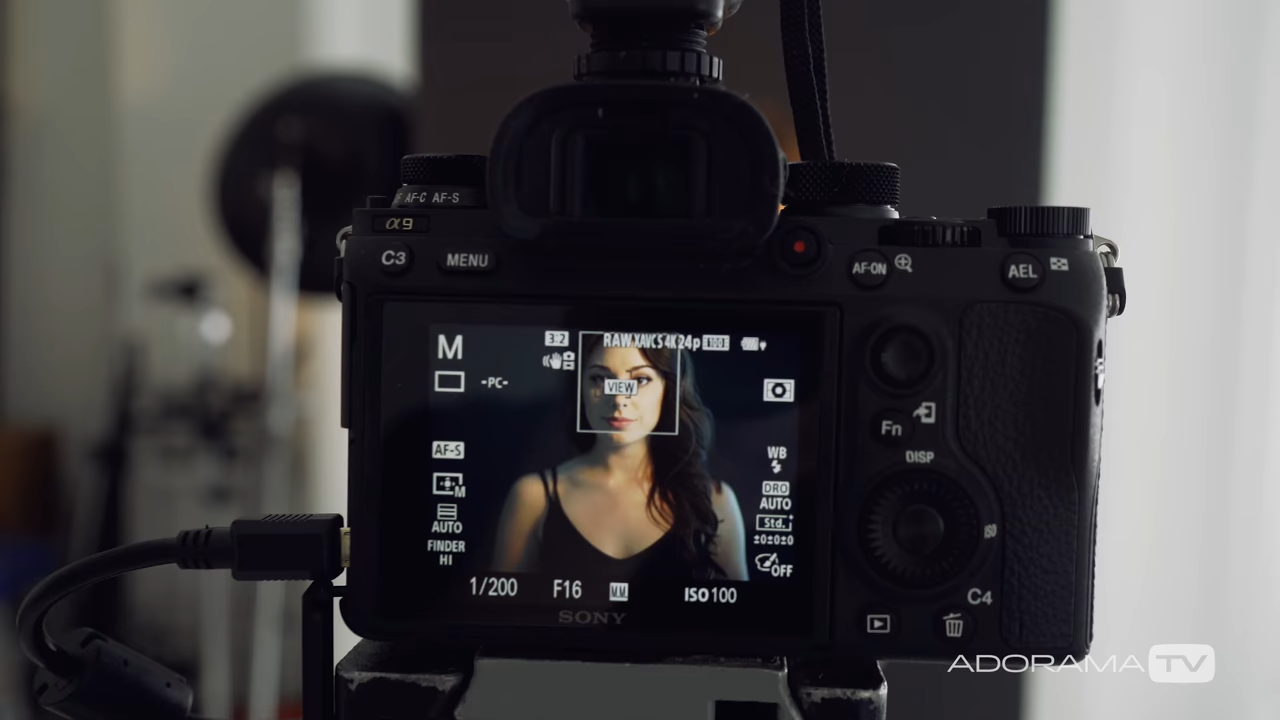 AF-C AF-S
α9
C3 MENU
AF-ON AEL
M 3:2 RAW XAVC S 4K 24p 100%
-PC- VIEW
Fn
AF-S WB
DISP
M DRO
AUTO AUTO
Std.
ISO
FINDER ±0±0±0
HI OFF
1/200 F16 M.M. ISO 100
C4
SONY
ADORAMA TV